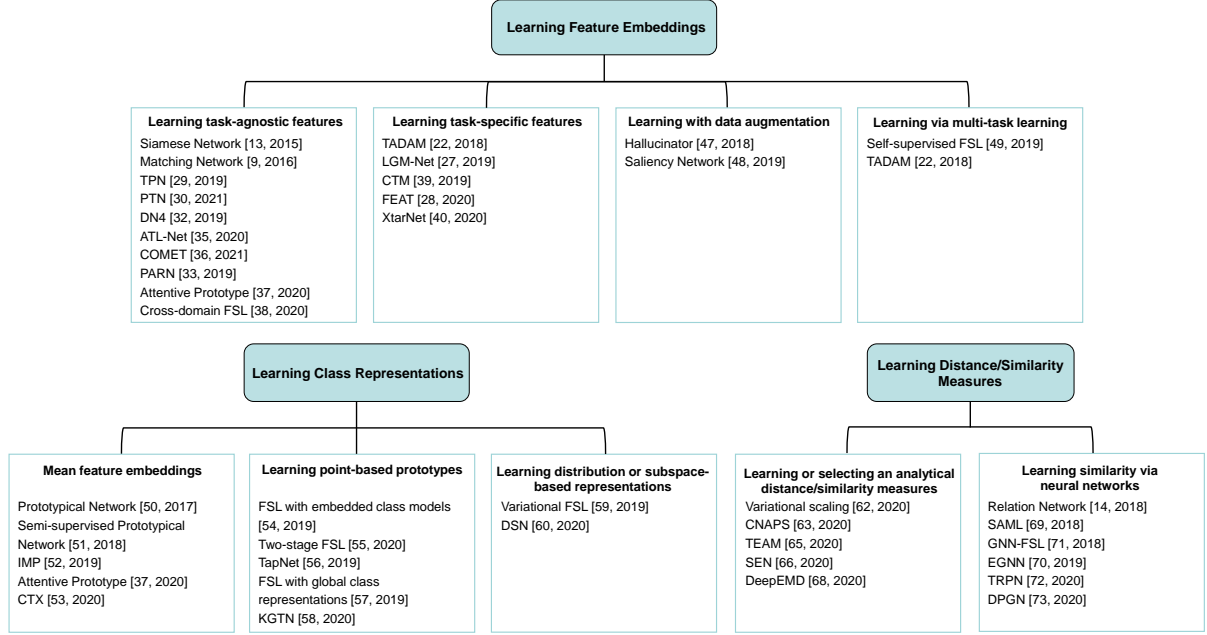 Learning Feature Embeddings
Learning task-agnostic features
Siamese Network [13, 2015]
Matching Network [9, 2016]
TPN [29, 2019]
PTN [30, 2021]
DN4 [32, 2019]
ATL-Net [35, 2020]
COMET [36, 2021]
PARN [33, 2019]
Attentive Prototype [37, 2020]
Cross-domain FSL [38, 2020]
Learning task-specific features
TADAM [22, 2018]
LGM-Net [27, 2019]
CTM [39, 2019]
FEAT [28, 2020]
XtarNet [40, 2020]
Learning with data augmentation
Hallucinator [47, 2018]
Saliency Network [48, 2019]
Learning via multi-task learning
Self-supervised FSL [49, 2019]
TADAM [22, 2018]
Learning Class Representations
Mean feature embeddings
Prototypical Network [50, 2017]
Semi-supervised Prototypical
Network [51, 2018]
IMP [52, 2019]
Attentive Prototype [37, 2020]
CTX [53, 2020]
Learning point-based prototypes
FSL with embedded class models
[54, 2019]
Two-stage FSL [55, 2020]
TapNet [56, 2019]
FSL with global class
representations [57, 2019]
KGTN [58, 2020]
Learning distribution or subspace-
based representations
Variational FSL [59, 2019]
DSN [60, 2020]
Learning Distance/Similarity
Measures
Learning or selecting an analytical
distance/similarity measures
Variational scaling [62, 2020]
CNAPS [63, 2020]
TEAM [65, 2020]
SEN [66, 2020]
DeepEMD [68, 2020]
Learning similarity via
neural networks
Relation Network [14, 2018]
SAML [69, 2018]
GNN-FSL [71, 2018]
EGNN [70, 2019]
TRPN [72, 2020]
DPGN [73, 2020]